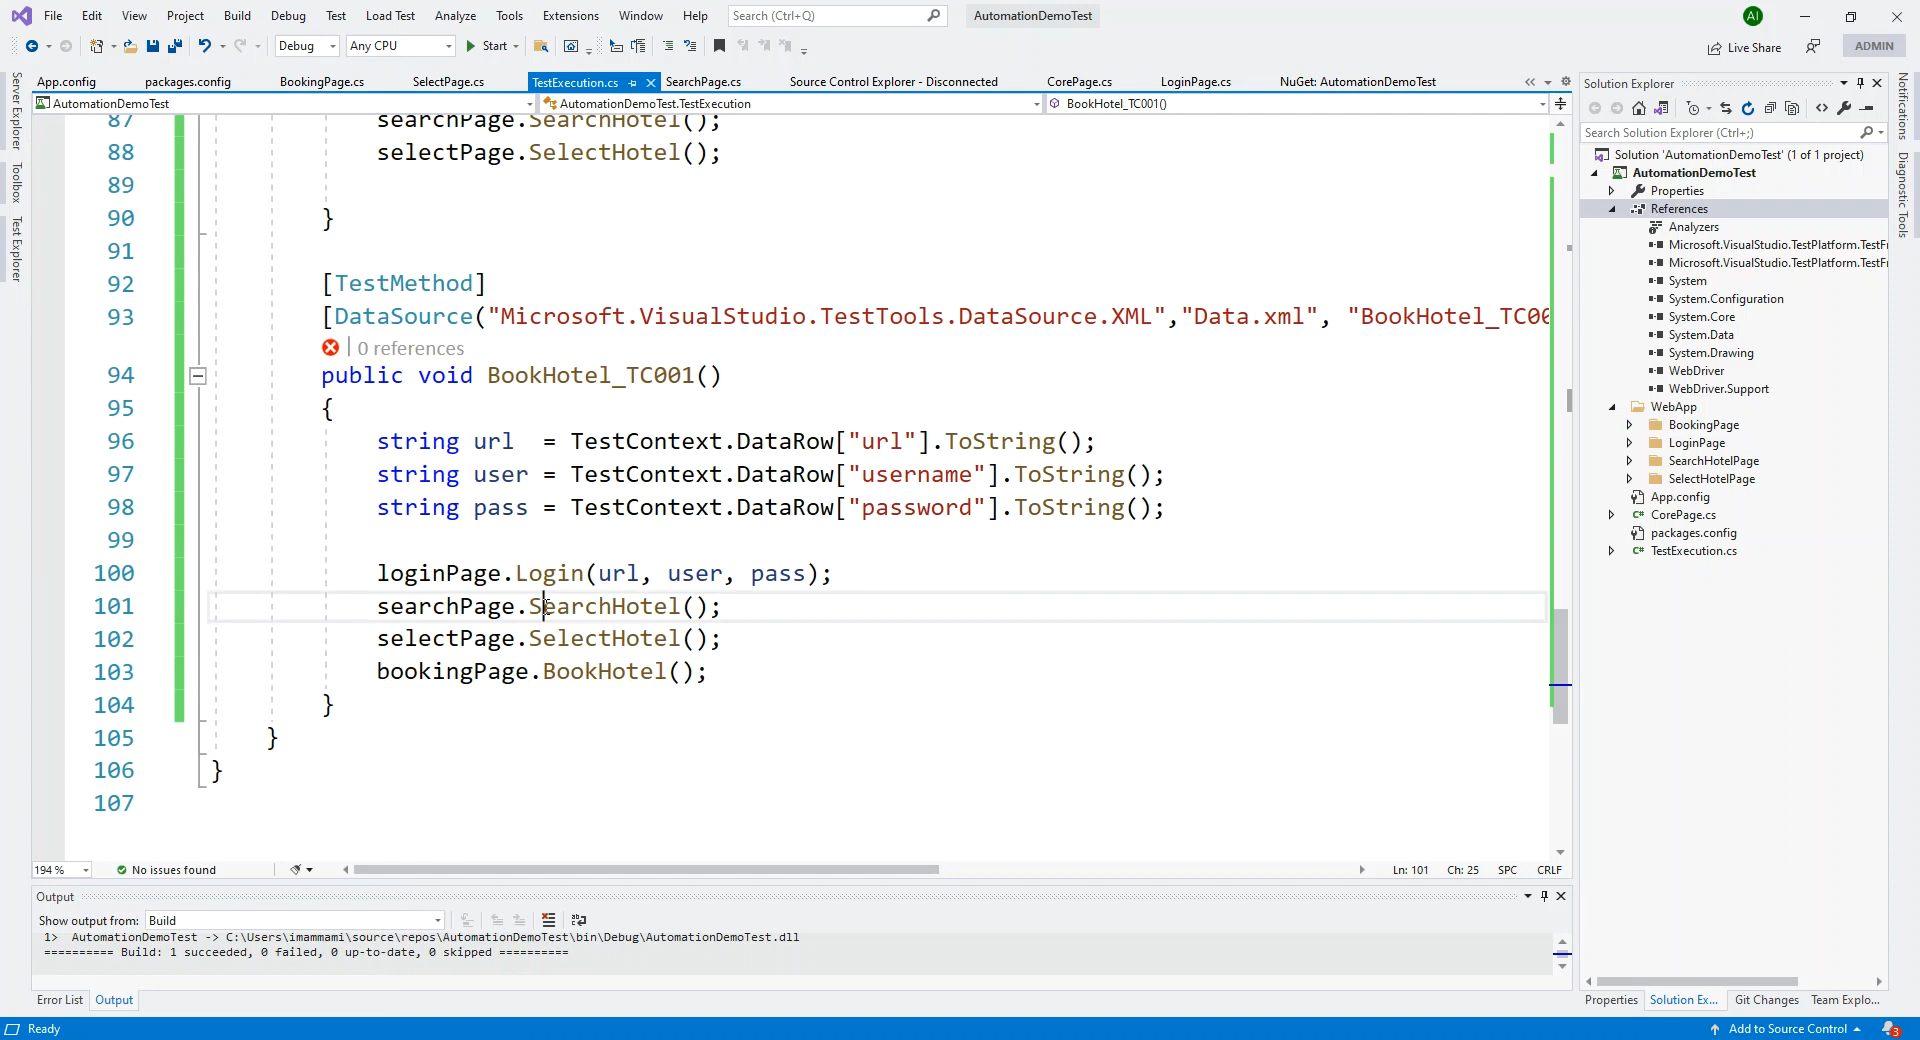 File Edit View Project Build Debug Test Load Test Analyze Tools Extensions Window Help Search (Ctrl+Q) AutomationDemoTest AI
Debug Any CPU Start Live Share ADMIN
App.config packages.config BookingPage.cs SelectPage.cs TestExecution.cs SearchPage.cs Source Control Explorer - Disconnected CorePage.cs LoginPage.cs NuGet: AutomationDemoTest
AutomationDemoTest AutomationDemoTest.TestExecution BookHotel_TC001()
Server Explorer
Toolbox
Test Explorer
87 searchPage.SearchHotel();
88 selectPage.SelectHotel();
89
90 }
91
92 [TestMethod]
93 [DataSource("Microsoft.VisualStudio.TestTools.DataSource.XML","Data.xml", "BookHotel_TC00
0 references
94 public void BookHotel_TC001()
95 {
96 string url = TestContext.DataRow["url"].ToString();
97 string user = TestContext.DataRow["username"].ToString();
98 string pass = TestContext.DataRow["password"].ToString();
99
100 loginPage.Login(url, user, pass);
101 searchPage.SearchHotel();
102 selectPage.SelectHotel();
103 bookingPage.BookHotel();
104 }
105 }
106 }
107
194 % No issues found Ln: 101 Ch: 25 SPC CRLF
Output
Show output from: Build
1> AutomationDemoTest -> C:\Users\imammami\source\repos\AutomationDemoTest\bin\Debug\AutomationDemoTest.dll
========== Build: 1 succeeded, 0 failed, 0 up-to-date, 0 skipped ==========
Error List Output
Solution Explorer
Search Solution Explorer (Ctrl+;)
Solution 'AutomationDemoTest' (1 of 1 project)
AutomationDemoTest
Properties
References
Analyzers
Microsoft.VisualStudio.TestPlatform.TestF
Microsoft.VisualStudio.TestPlatform.TestF
System
System.Configuration
System.Core
System.Data
System.Drawing
WebDriver
WebDriver.Support
WebApp
BookingPage
LoginPage
SearchHotelPage
SelectHotelPage
App.config
CorePage.cs
packages.config
TestExecution.cs
Properties Solution Ex... Git Changes Team Explo...
Notifications
Diagnostic Tools
Ready Add to Source Control 3